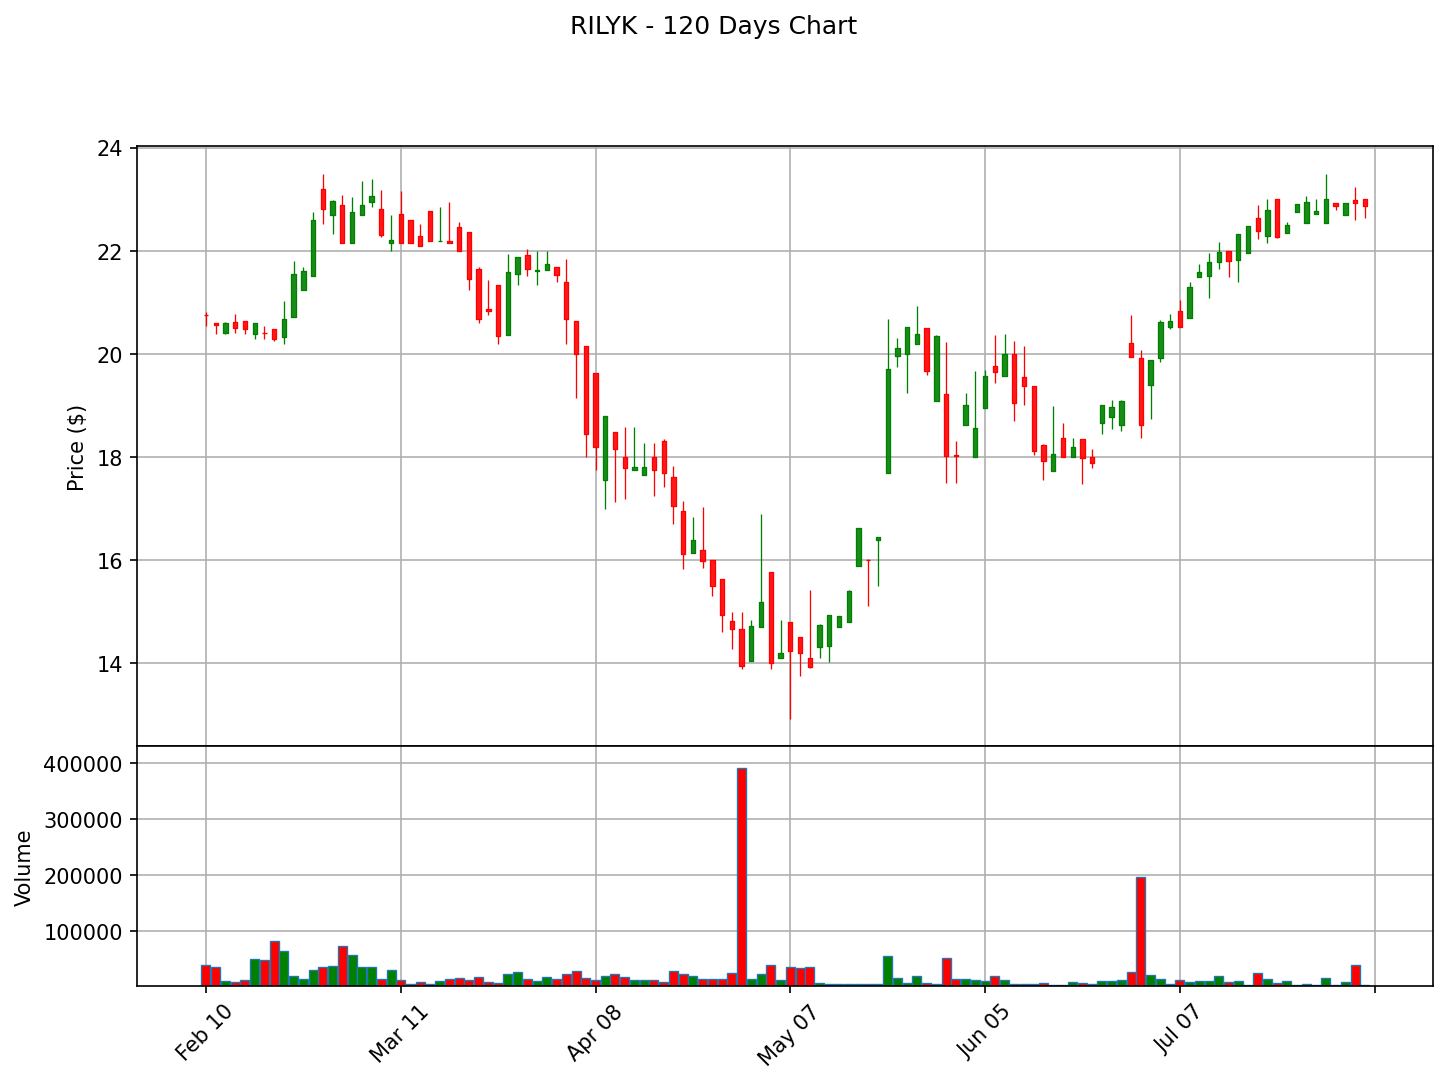 RILYK - 120 Days Chart
24
22
20
18
16
14
Price ($)
400000
300000
200000
100000
Volume
Feb 10
Mar 11
Apr 08
May 07
Jun 05
Jul 07